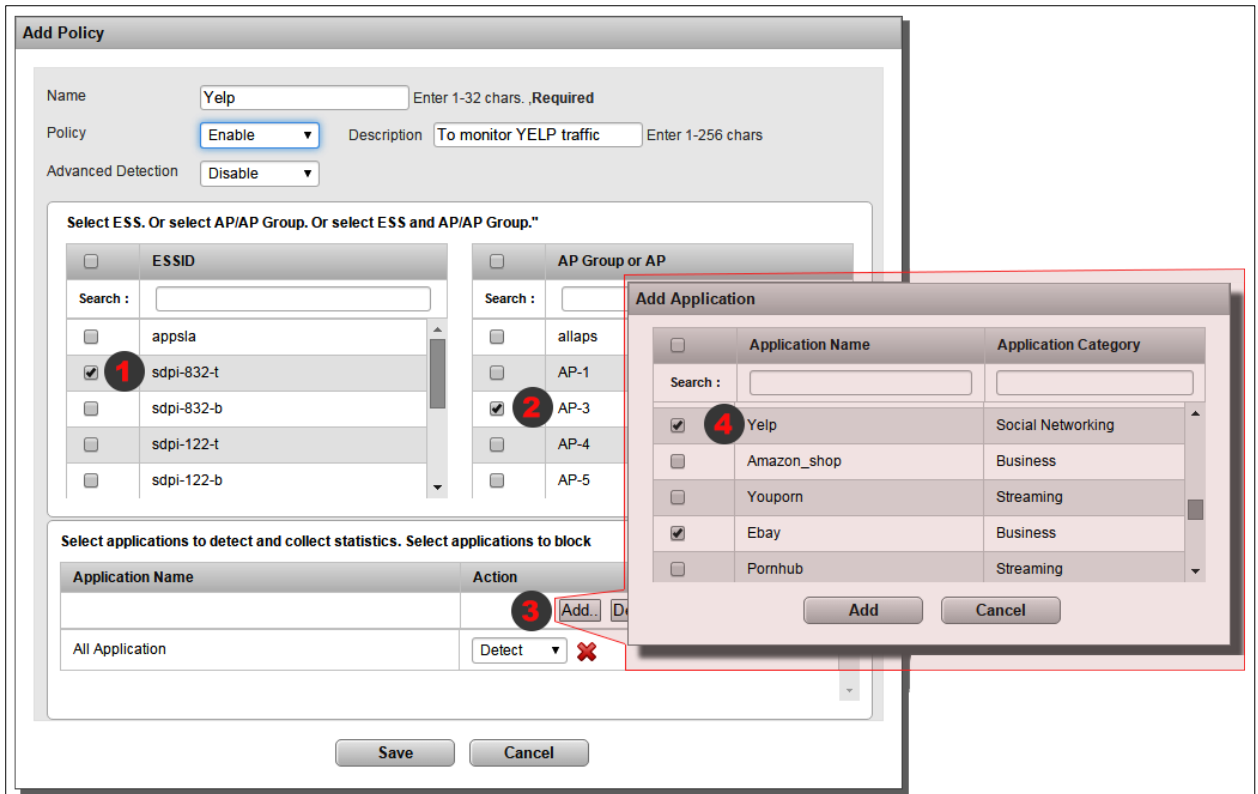 Add Policy
Name Yelp Enter 1-32 chars. ,Required
Policy Enable Description To monitor YELP traffic Enter 1-256 chars
Advanced Detection Disable
Select ESS. Or select AP/AP Group. Or select ESS and AP/AP Group."
ESSID
Search :
appsla
1 sdpi-832-t
sdpi-832-b
sdpi-122-t
sdpi-122-b
AP Group or AP
Search :
allaps
AP-1
2 AP-3
AP-4
AP-5
Select applications to detect and collect statistics. Select applications to block
Application Name Action
3 Add.. De
All Application Detect
Save Cancel
Add Application
Application Name Application Category
Search :
4 Yelp Social Networking
Amazon_shop Business
Youporn Streaming
Ebay Business
Pornhub Streaming
Add Cancel